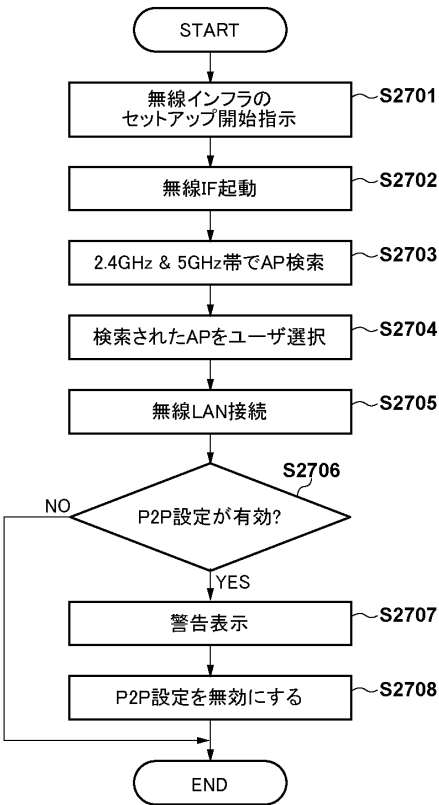 START
無線インフラの
セットアップ開始指示
S2701
無線IF起動
S2702
2.4GHz & 5GHz帯でAP検索
S2703
検索されたAPをユーザ選択
S2704
無線LAN接続
S2705
P2P設定が有効?
S2706
NO
YES
警告表示
S2707
P2P設定を無効にする
S2708
END